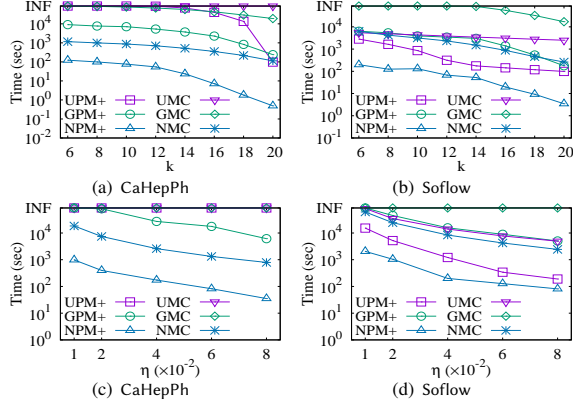 INF
10^5
10^4
10^3
10^2
10^1
10^0
10^-1
10^-2
Time (sec)
UPM+ UMC
GPM+ GMC
NPM+ NMC
6 8 10 12 14 16 18 20
k
(a) CaHepPh
INF
10^5
10^4
10^3
10^2
10^1
Time (sec)
UPM+ UMC
GPM+ GMC
NPM+ NMC
6 8 10 12 14 16 18 20
k
(b) Soflow
INF
10^4
10^3
10^2
10^1
10^0
Time (sec)
UPM+ UMC
GPM+ GMC
NPM+ NMC
1 2 4 6 8
η (×10^-2)
(c) CaHepPh
INF
10^4
10^3
10^2
10^1
10^0
Time (sec)
UPM+ UMC
GPM+ GMC
NPM+ NMC
1 2 4 6 8
η (×10^-2)
(d) Soflow